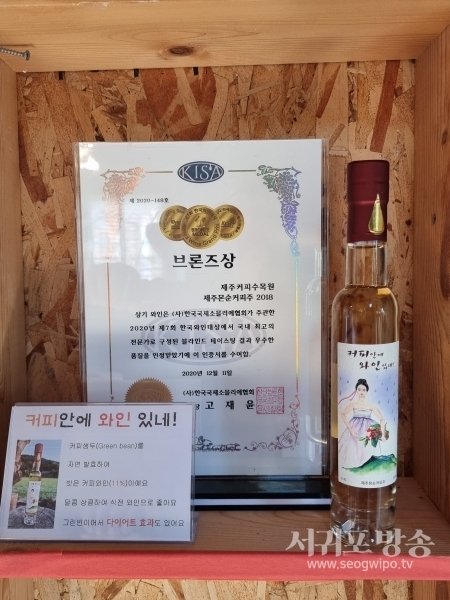 KISA
제 2020-148호
브론즈상
제주커피수목원
제주몬순커피주 2018
상기 와인은 (사)한국국제소믈리에협회가 주관한
2020년 제7회 한국와인대상에서 국내 최고의
전문가로 구성된 블라인드 테이스팅 결과 우수한
품질을 인정받았기에 이 인증서를 수여함.
2020년 12월 11일
(사)한국국제소믈리에협회
고 재 윤
커피안에 와인 있네!
커피생두(Green bean)를
자연 발효하여
빚은 커피와인(11%)이예요
달콤 상큼하여 식전 와인으로 좋아요
그린빈이여서 다이어트 효과도 있어요
커피안에
와인 있네!
제주몬순커피주
서귀포방송
www.seogwipo.tv